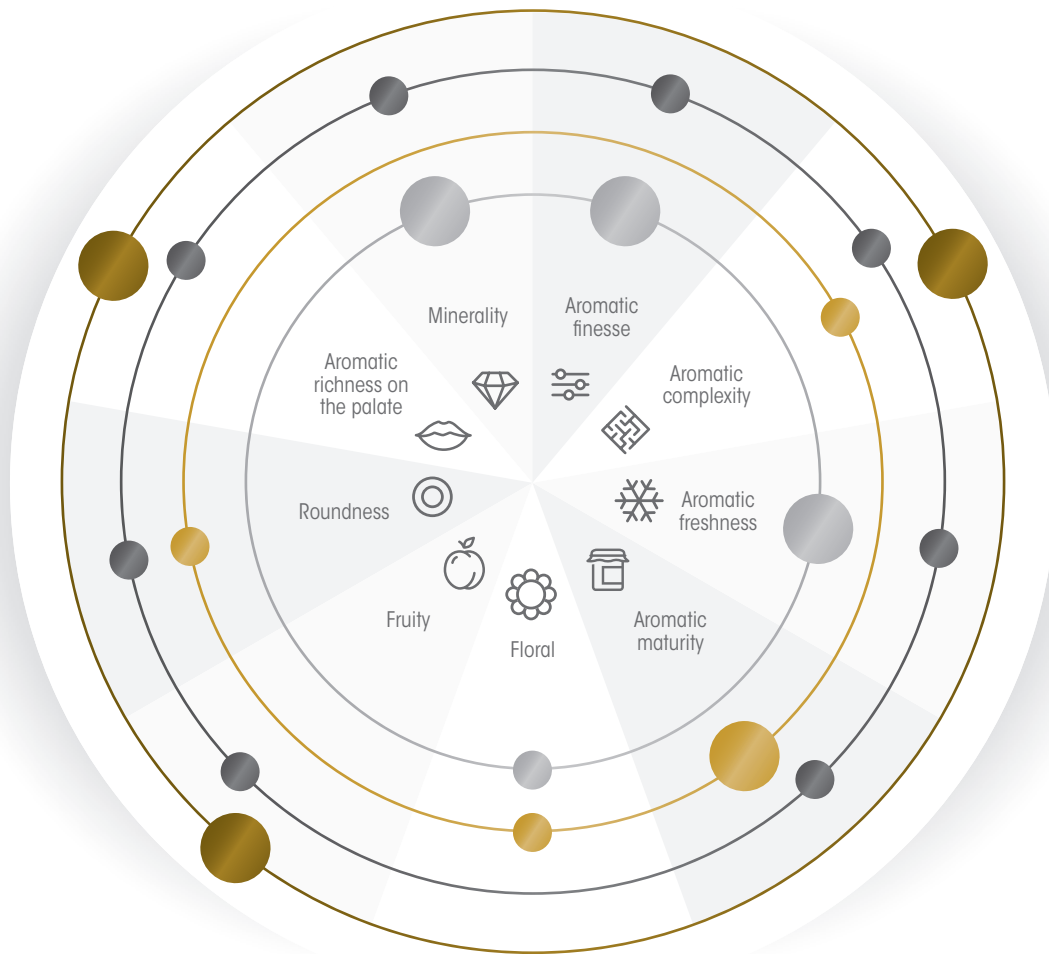 Minerality
Aromatic
finesse
Aromatic
complexity
Aromatic
freshness
Aromatic
maturity
Floral
Fruity
Roundness
Aromatic
richness on
the palate